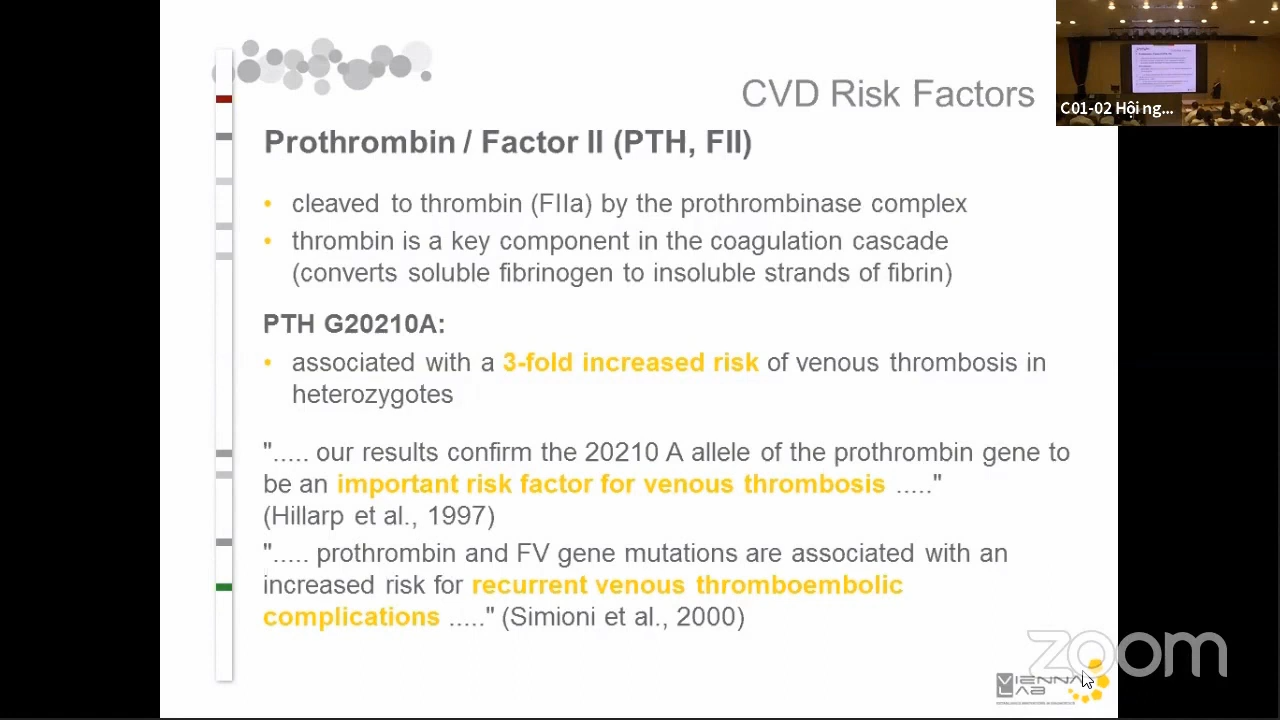 C01-02 Hội ng...
CVD Risk Factors
Prothrombin / Factor II (PTH, FII)
• cleaved to thrombin (FIIa) by the prothrombinase complex
• thrombin is a key component in the coagulation cascade
(converts soluble fibrinogen to insoluble strands of fibrin)
PTH G20210A:
• associated with a 3-fold increased risk of venous thrombosis in
heterozygotes
"..... our results confirm the 20210 A allele of the prothrombin gene to
be an important risk factor for venous thrombosis ....."
(Hillarp et al., 1997)
"..... prothrombin and FV gene mutations are associated with an
increased risk for recurrent venous thromboembolic
complications ....." (Simioni et al., 2000)
zoom
VIENNA
LAB